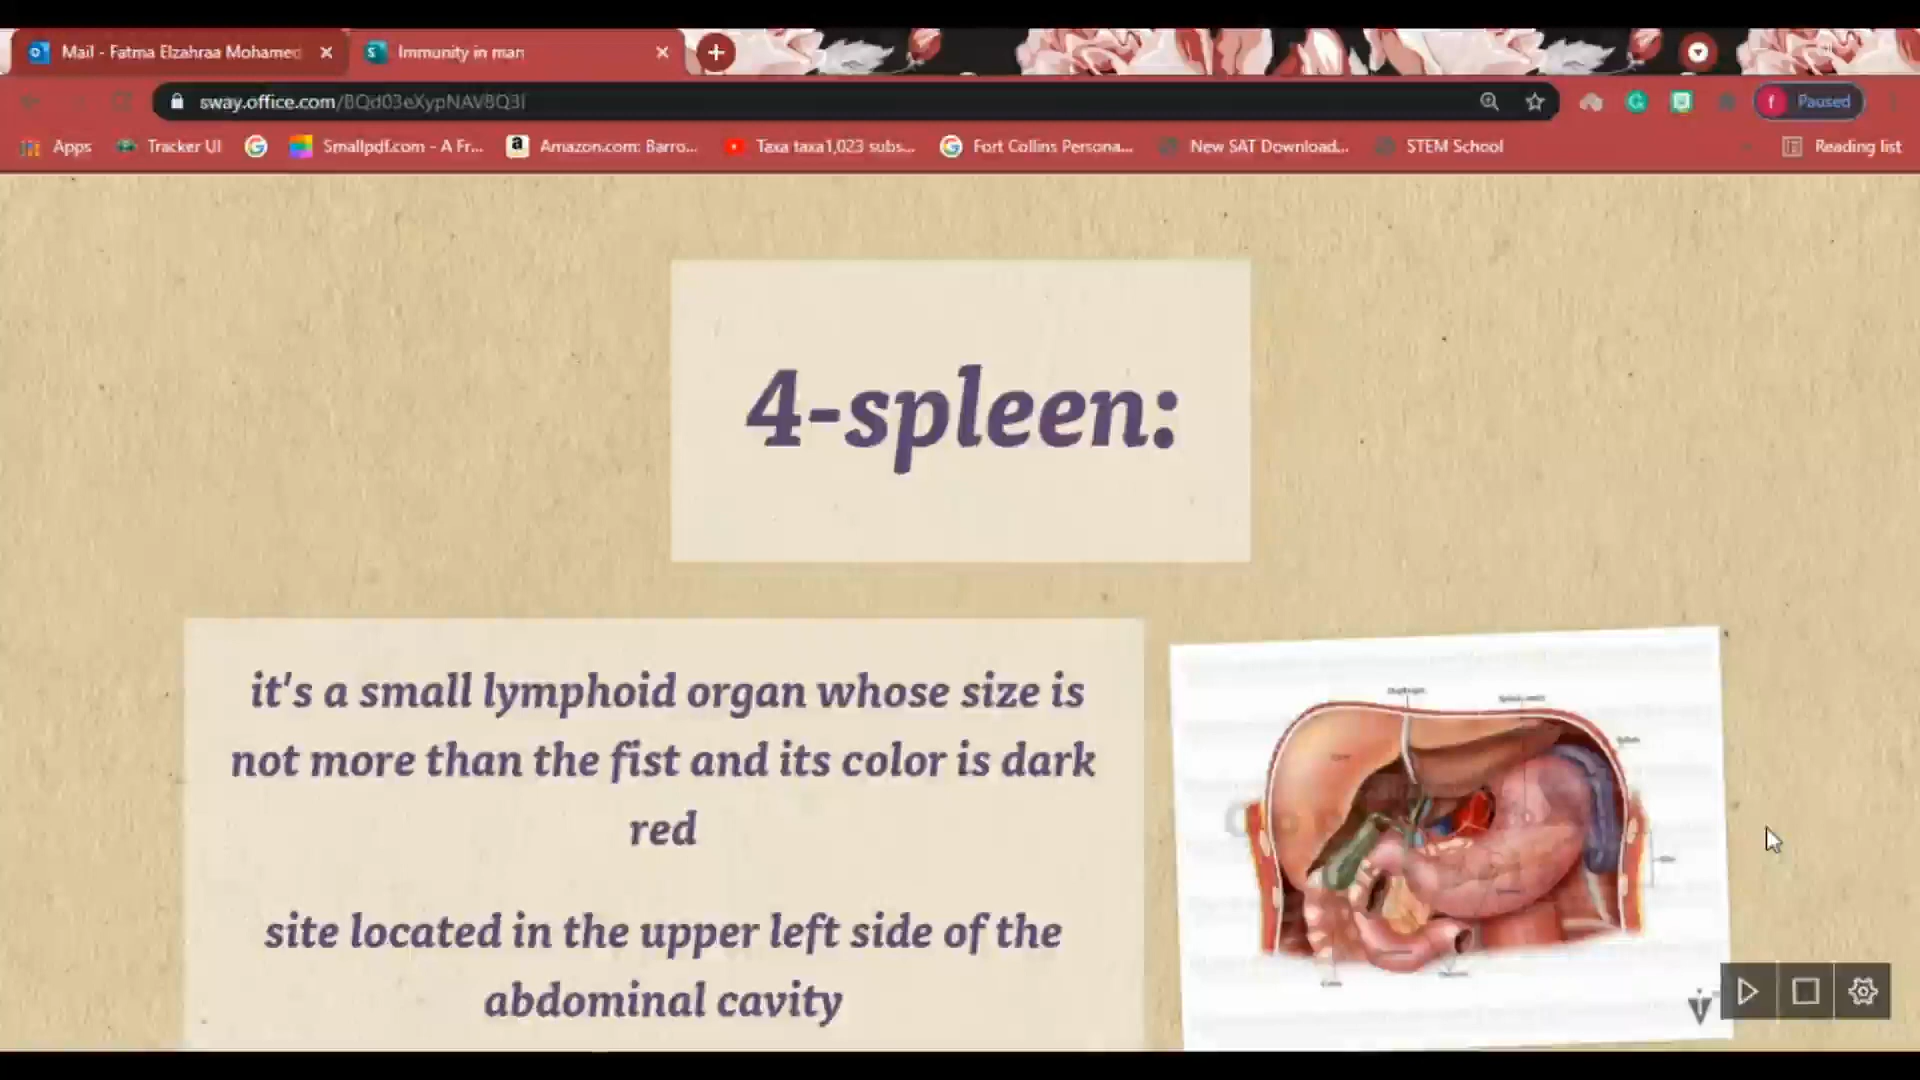 Mail - Fatma Elzahraa Mohamed
Immunity in man
sway.office.com/8Qd03eXypNAV8Q3l
Paused
Apps
Tracker UI
Smallpdf.com - A Fr...
Amazon.com: Barro...
Taxa taxa1,023 subs...
Fort Collins Persona...
New SAT Download...
STEM School
Reading list
4-spleen:
it's a small lymphoid organ whose size is
not more than the fist and its color is dark
red
site located in the upper left side of the
abdominal cavity